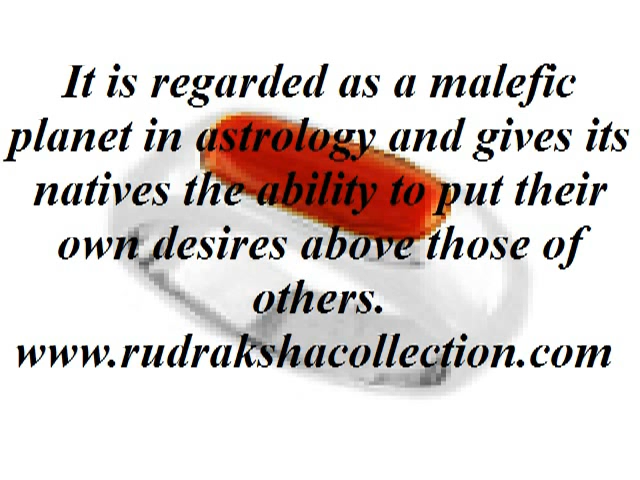 It is regarded as a malefic
planet in astrology and gives its
natives the ability to put their
own desires above those of
others.
www.rudrakshacollection.com